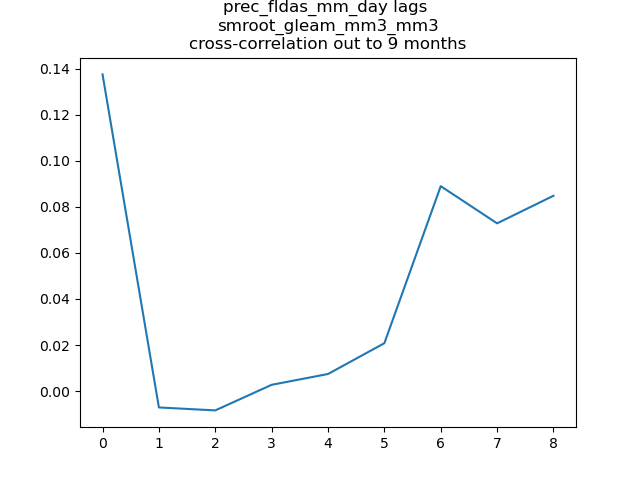 prec_fldas_mm_day lags
smroot_gleam_mm3_mm3
cross-correlation out to 9 months
0.14
0.12
0.10
0.08
0.06
0.04
0.02
0.00
0 1 2 3 4 5 6 7 8